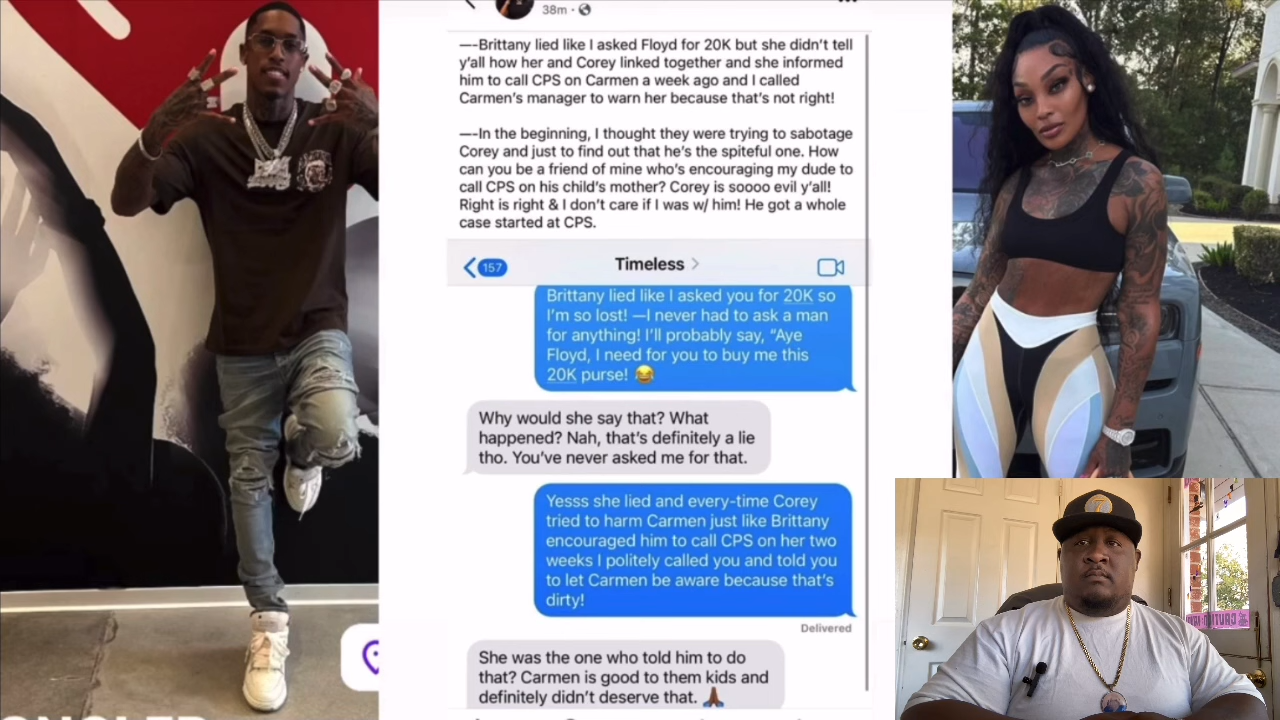 38m
—-Brittany lied like I asked Floyd for 20K but she didn't tell
y'all how her and Corey linked together and she informed
him to call CPS on Carmen a week ago and I called
Carmen's manager to warn her because that's not right!
—-In the beginning, I thought they were trying to sabotage
Corey and just to find out that he's the spiteful one. How
can you be a friend of mine who's encouraging my dude to
call CPS on his child's mother? Corey is soooo evil y'all!
Right is right & I don't care if I was w/ him! He got a whole
case started at CPS.
157
Timeless
Brittany lied like I asked you for 20K so
I'm so lost! —I never had to ask a man
for anything! I'll probably say, “Aye
Floyd, I need for you to buy me this
20K purse! 😂
Why would she say that? What
happened? Nah, that's definitely a lie
tho. You've never asked me for that.
Yesss she lied and every-time Corey
tried to harm Carmen just like Brittany
encouraged him to call CPS on her two
weeks I politely called you and told you
to let Carmen be aware because that's
dirty!
Delivered
She was the one who told him to do
that? Carmen is good to them kids and
definitely didn't deserve that. 🙏🏾